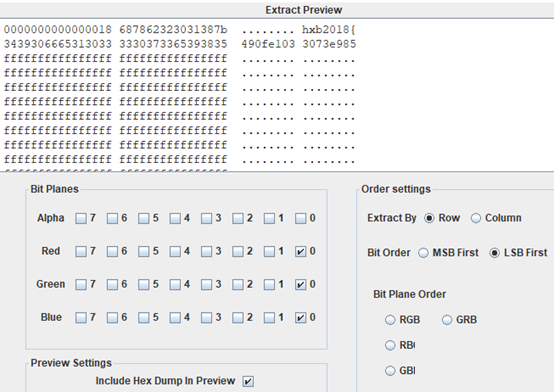 Extract Preview
0000000000000018 687862323031387b ........ hxb2018{
3439306665313033 3330373365393835 490fe103 3073e985
ffffffffffffffff ffffffffffffffff ........ ........
ffffffffffffffff ffffffffffffffff ........ ........
ffffffffffffffff ffffffffffffffff ........ ........
ffffffffffffffff ffffffffffffffff ........ ........
ffffffffffffffff ffffffffffffffff ........ ........
ffffffffffffffff ffffffffffffffff ........ ........
ffffffffffffffff ffffffffffffffff ........ ........
ffffffffffffffff ffffffffffffffff ........ ........
Bit Planes
Alpha 7 6 5 4 3 2 1 0
Red 7 6 5 4 3 2 1 0
Green 7 6 5 4 3 2 1 0
Blue 7 6 5 4 3 2 1 0
Preview Settings
Include Hex Dump In Preview
Order settings
Extract By Row Column
Bit Order MSB First LSB First
Bit Plane Order
RGB GRB
RB
GB